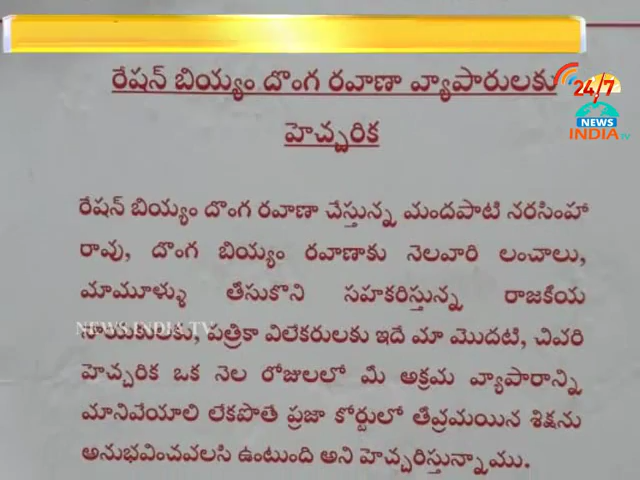 రేషన్ బియ్యం దొంగ రవాణా వ్యాపారులకు
24/7
హెచ్చరిక
NEWS
INDIA TV
రేషన్ బియ్యం దొంగ రవాణా చేస్తున్న మందపాటి నరసింహా
రావు, దొంగ బియ్యం రవాణాకు నెలవారి లంచాలు,
మామూళ్ళు తీసుకొని సహకరిస్తున్న రాజకీయ
NEWS INDIA TV
నాయకులకు, పత్రికా విలేకరులకు ఇదే మా మొదటి, చివరి
హెచ్చరిక ఒక నెల రోజులలో మీ అక్రమ వ్యాపారాన్ని
మానివేయాలి లేకపొతే ప్రజా కోర్టులో తీవ్రమయిన శిక్షను
అనుభవించవలసి ఉంటుంది అని హెచ్చరిస్తున్నాము.